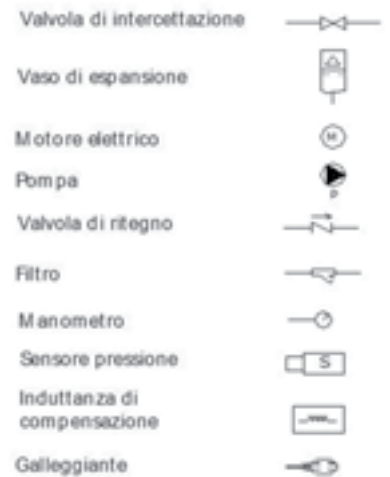 Valvola di intercettazione
Vaso di espansione
Motore elettrico
M
Pompa
P
Valvola di ritegno
Filtro
Manometro
Sensore pressione
S
Induttanza di
compensazione
Galleggiante